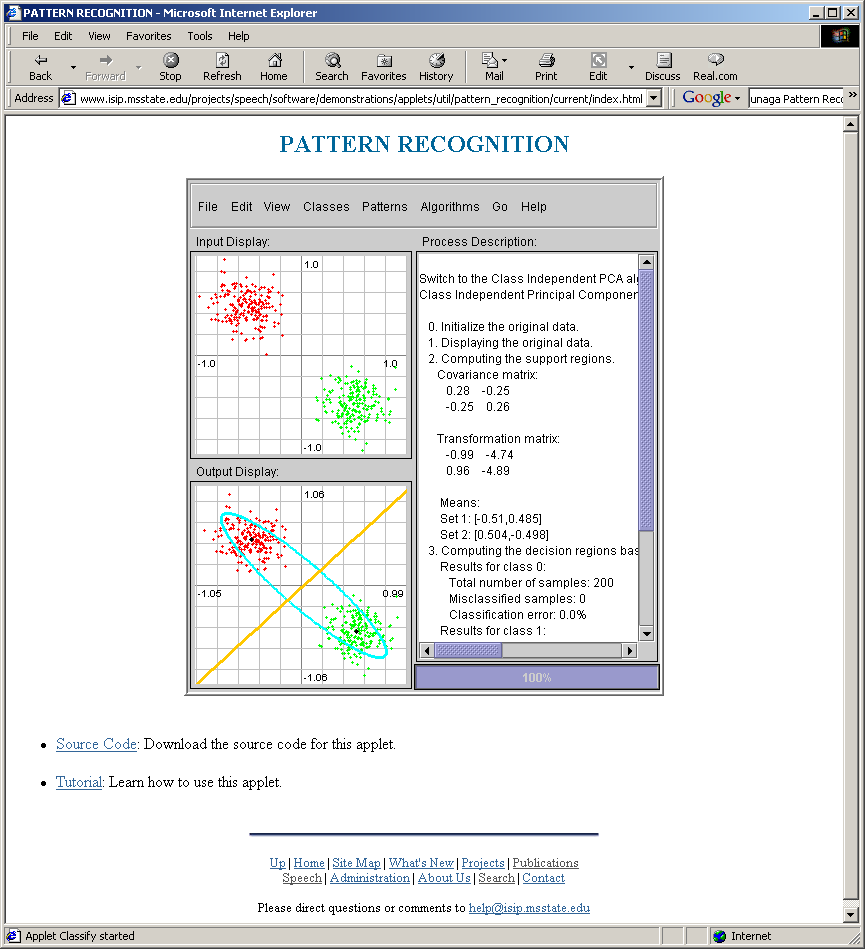 PATTERN RECOGNITION - Microsoft Internet Explorer
File Edit View Favorites Tools Help
Back Forward Stop Refresh Home Search Favorites History Mail Print Edit Discuss Real.com
Address www.isip.msstate.edu/projects/speech/software/demonstrations/applets/util/pattern_recognition/current/index.html Google unaga Pattern Reco
PATTERN RECOGNITION
File Edit View Classes Patterns Algorithms Go Help
Input Display:
1.0
-1.0 1.0
-1.0
Output Display:
1.06
-1.05 0.99
-1.06
Process Description:
Switch to the Class Independent PCA alg
Class Independent Principal Componen
0. Initialize the original data.
1. Displaying the original data.
2. Computing the support regions.
Covariance matrix:
0.28 -0.25
-0.25 0.26
Transformation matrix:
-0.99 -4.74
0.96 -4.89
Means:
Set 1: [-0.51,0.485]
Set 2: [0.504,-0.498]
3. Computing the decision regions bas
Results for class 0:
Total number of samples: 200
Misclassified samples: 0
Classification error: 0.0%
Results for class 1:
100%
• Source Code: Download the source code for this applet.
• Tutorial: Learn how to use this applet.
Up | Home | Site Map | What's New | Projects | Publications
Speech | Administration | About Us | Search | Contact
Please direct questions or comments to help@isip.msstate.edu
Applet Classify started Internet